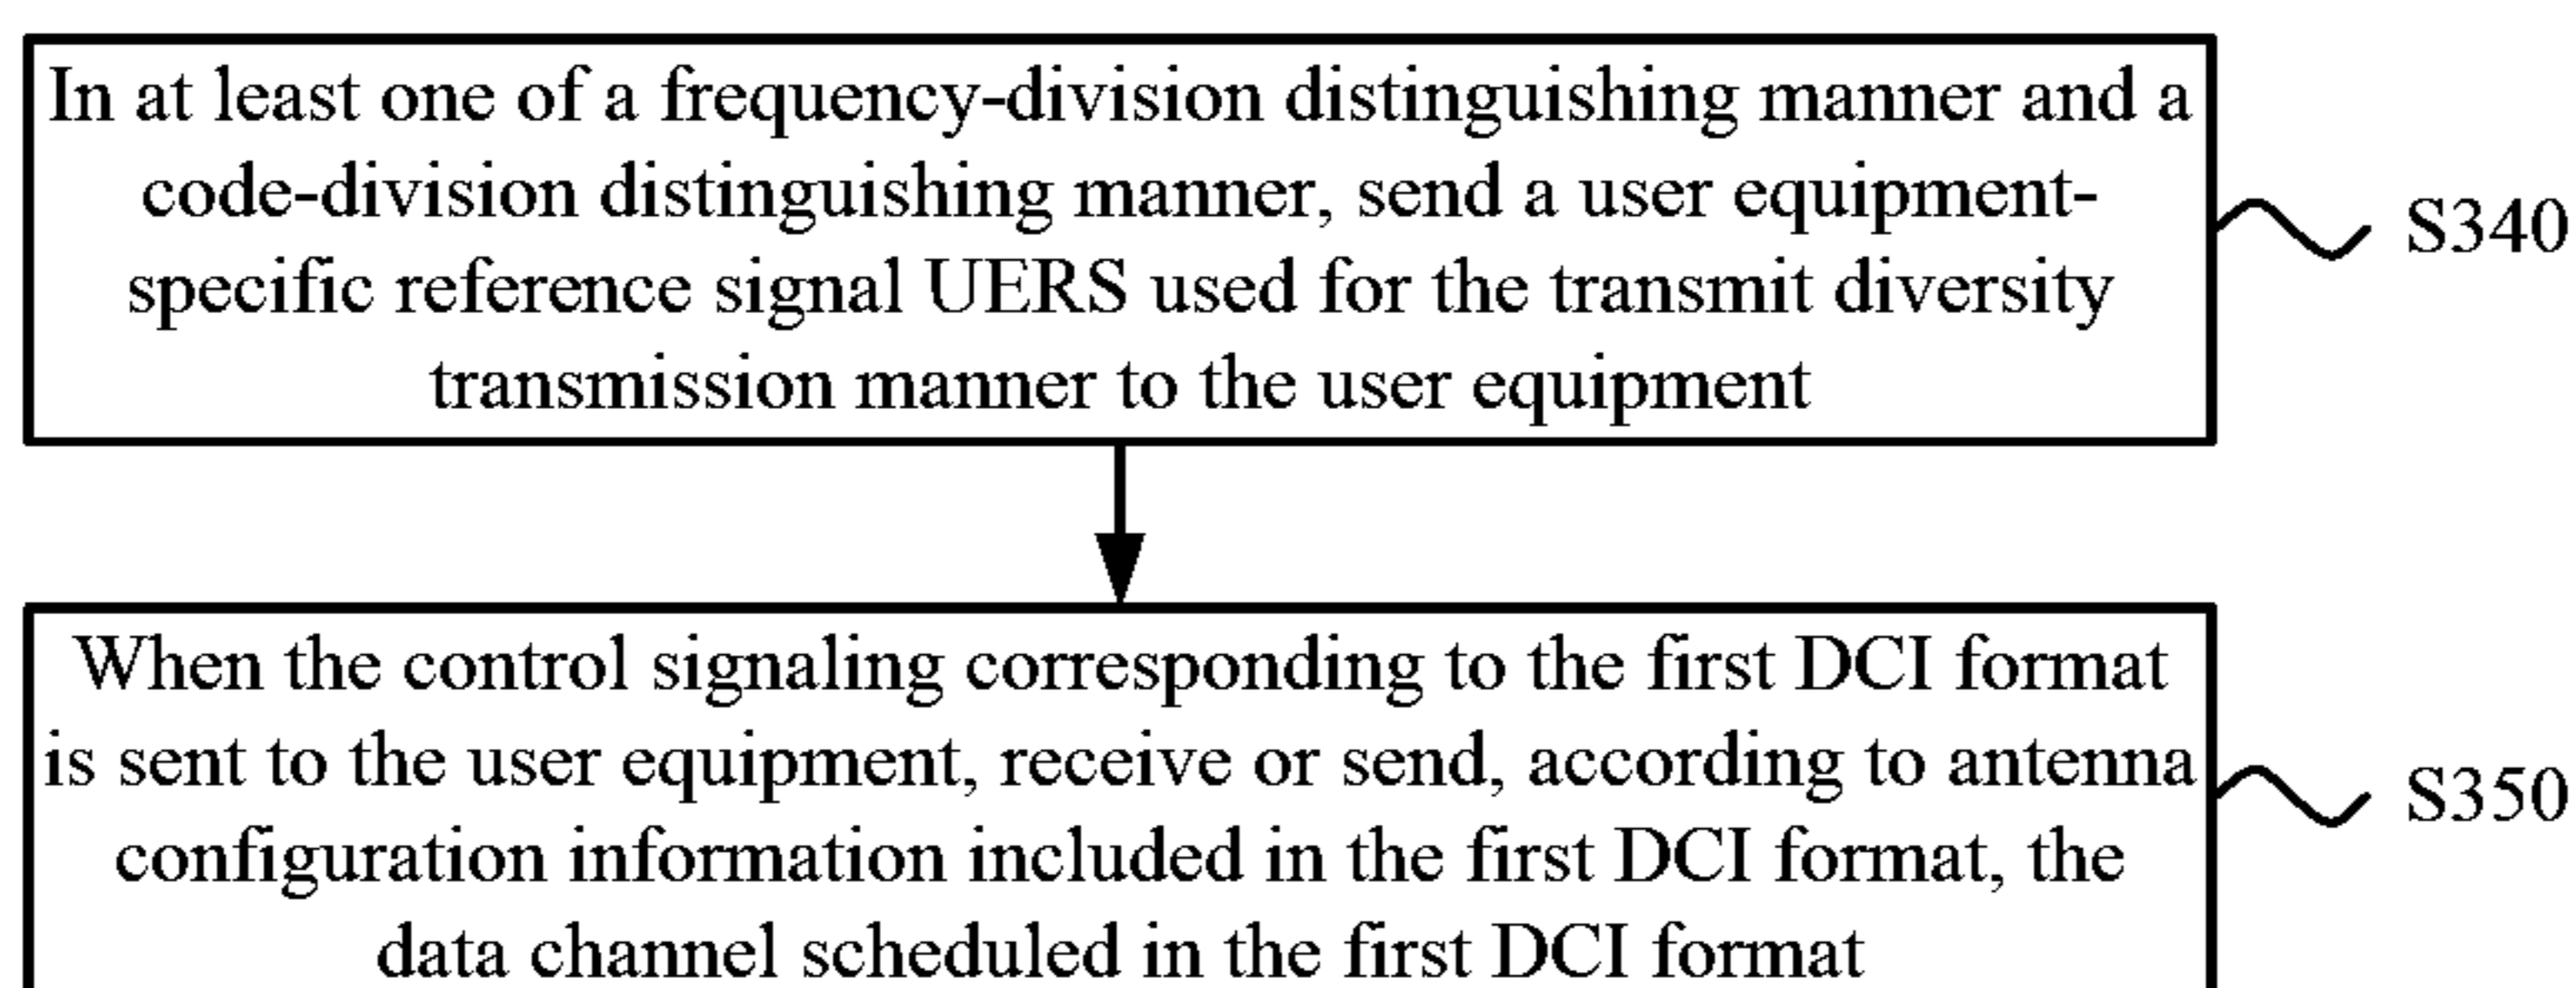 In at least one of a frequency-division distinguishing manner and a
code-division distinguishing manner, send a user equipment-
specific reference signal UERS used for the transmit diversity
transmission manner to the user equipment
S340
When the control signaling corresponding to the first DCI format
is sent to the user equipment, receive or send, according to antenna
configuration information included in the first DCI format, the
data channel scheduled in the first DCI format
S350